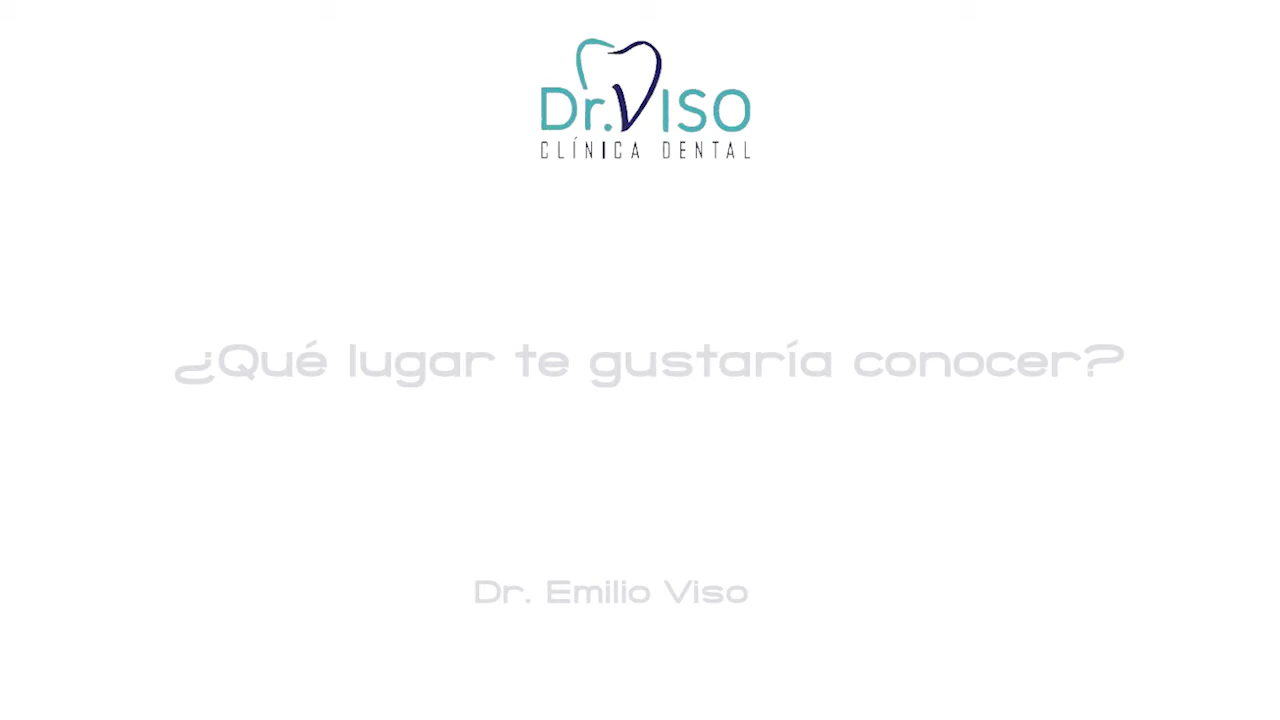 Dr. VISO
CLÍNICA DENTAL
¿Qué lugar te gustaría conocer?
Dr. Emilio Viso